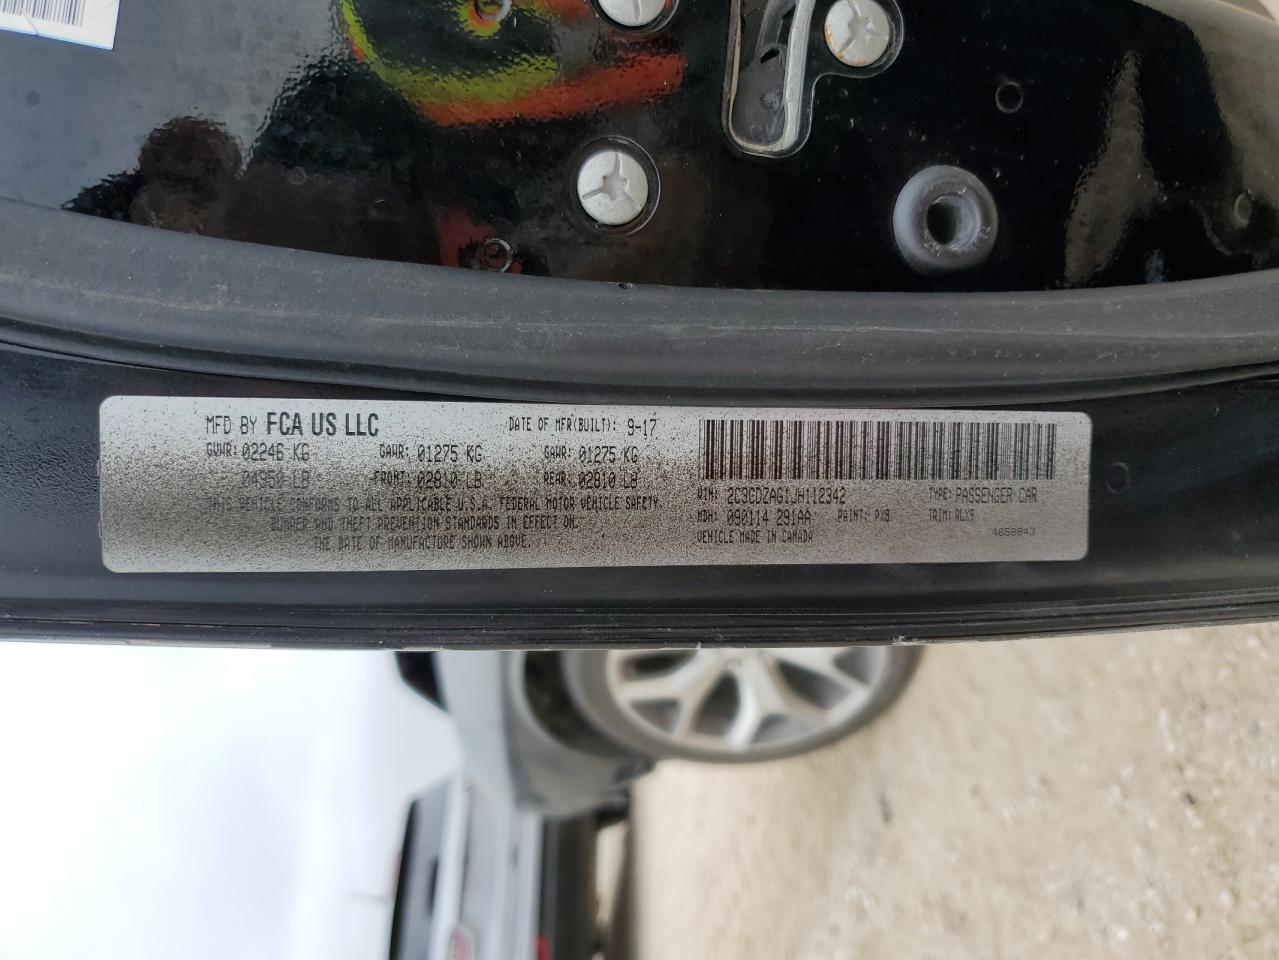 MFD BY FCA US LLC DATE OF MFR(BUILT): 9-17
GVWR: 02246 KG GAWR: 01275 KG GAWR: 01275 KG
04950 LB FRONT: 02810 LB REAR: 02810 LB
THIS VEHICLE CONFORMS TO ALL APPLICABLE U.S.A. FEDERAL MOTOR VEHICLE SAFETY,
BUMPER AND THEFT PREVENTION STANDARDS IN EFFECT ON
THE DATE OF MANUFACTURE SHOWN ABOVE.
VIN: 2C3CDZAG1JH112342 TYPE: PASSENGER CAR
MDH: 090114 291AA PAINT: PX8 TRIM: RLX9
VEHICLE MADE IN CANADA 4658843